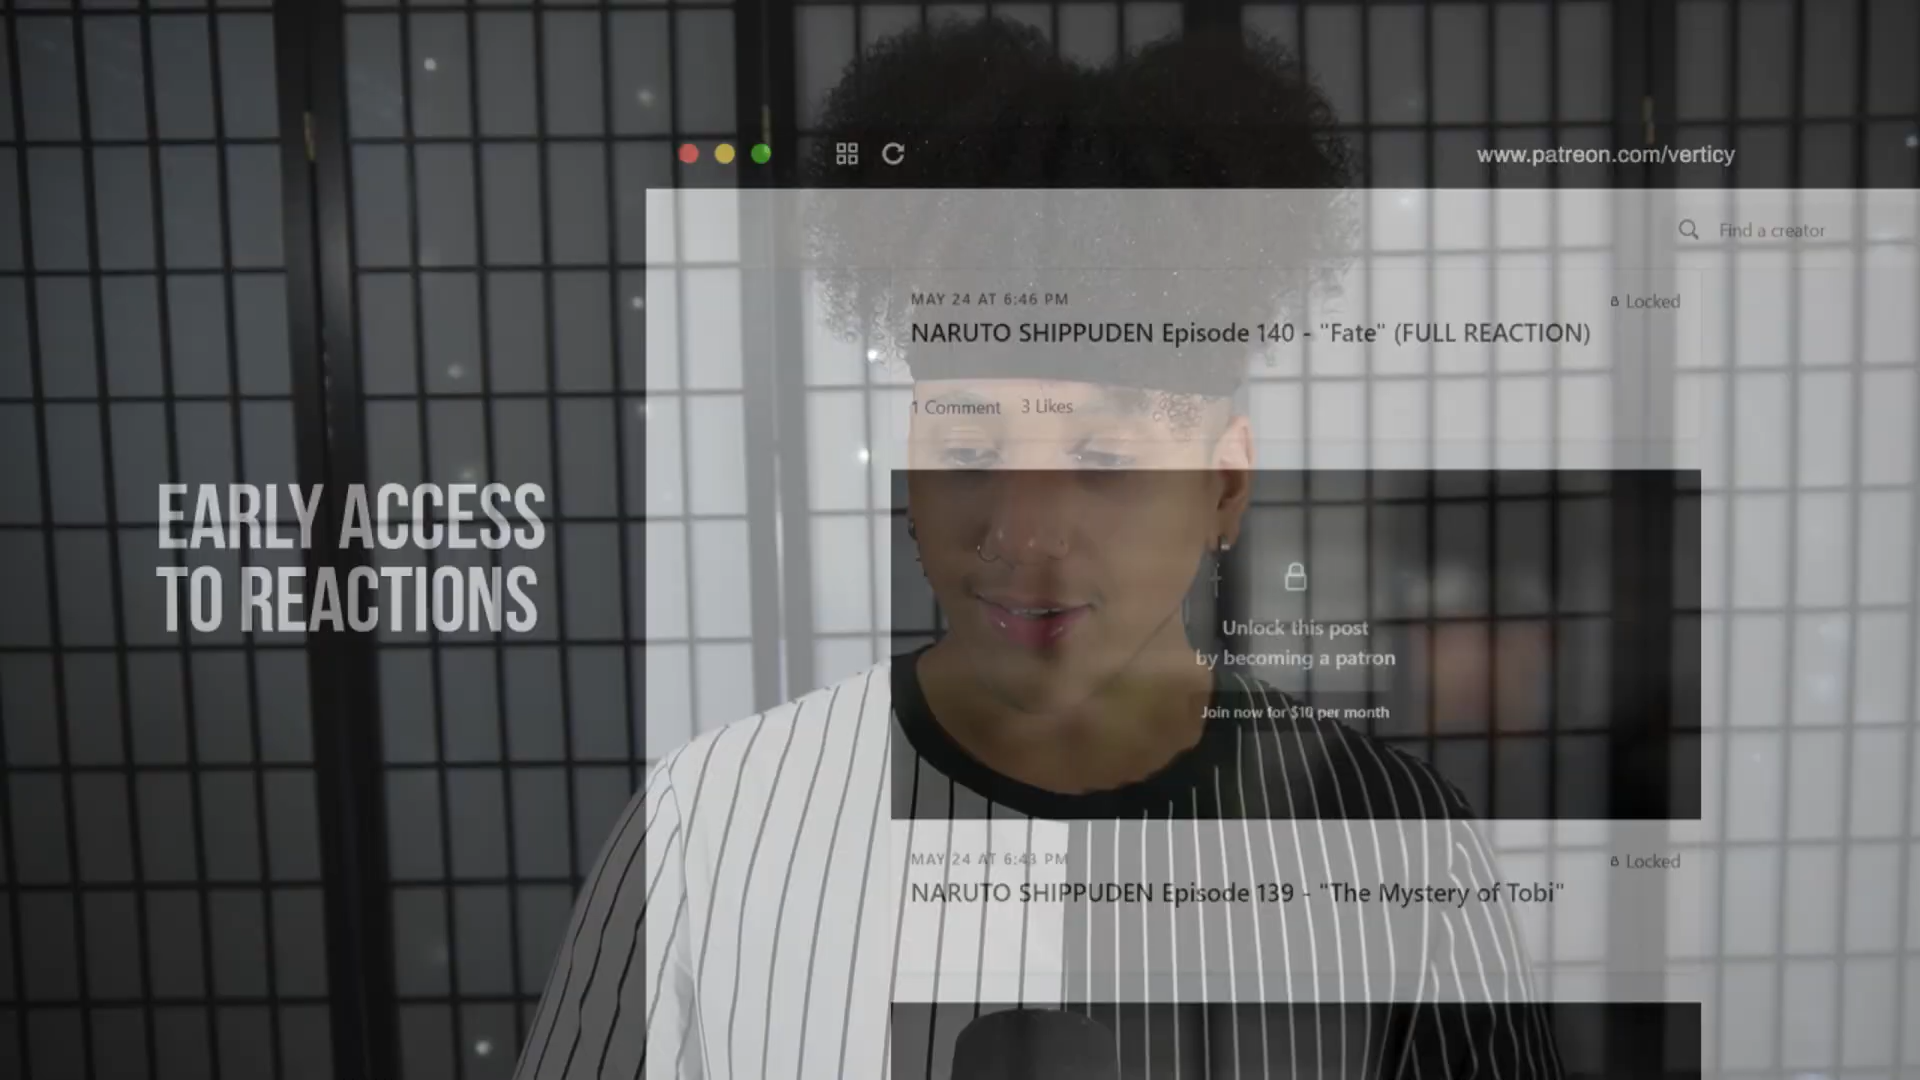 www.patreon.com/verticy
Find a creator
MAY 24 AT 6:46 PM
Locked
NARUTO SHIPPUDEN Episode 140 - "Fate" (FULL REACTION)
1 Comment 3 Likes
EARLY ACCESS
TO REACTIONS
Unlock this post
by becoming a patron
Join now for $10 per month
MAY 24 AT 6:43 PM
Locked
NARUTO SHIPPUDEN Episode 139 - "The Mystery of Tobi"